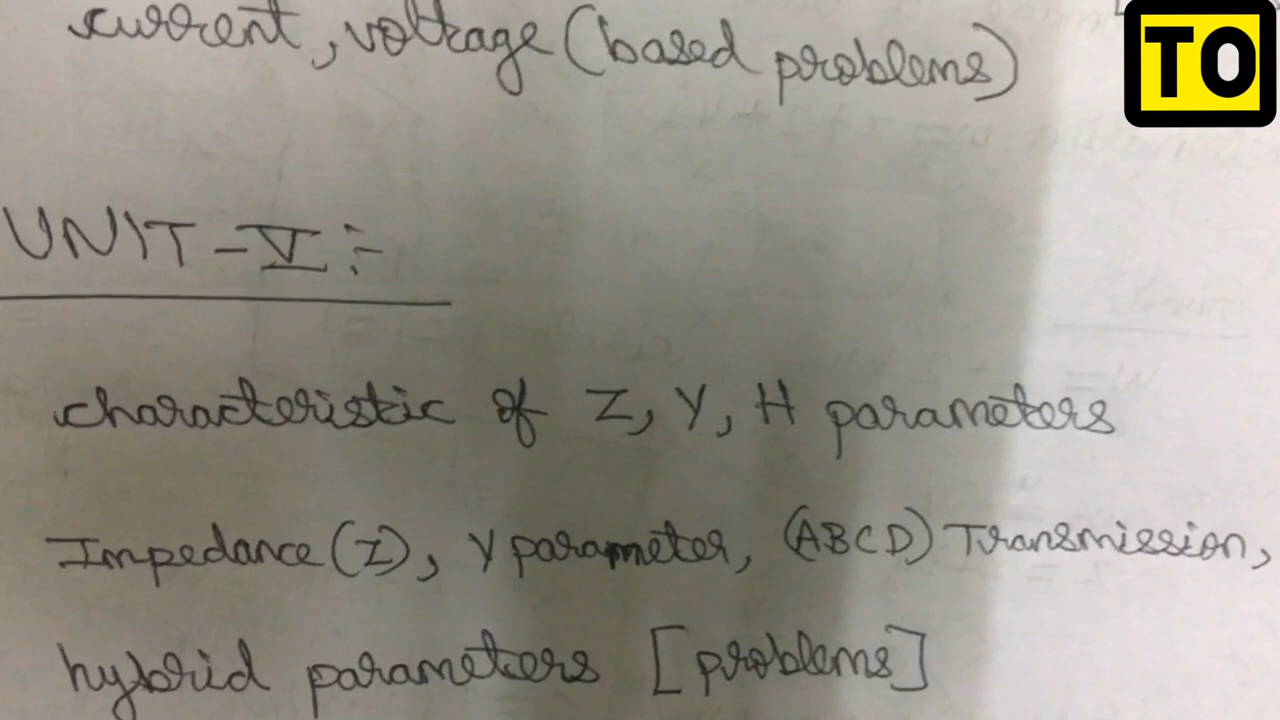 current, voltage (based problems)
TO
UNIT-V:-
characteristic of Z, Y, H parameters
Impedance (Z), Y parameter, (ABCD) Transmission,
hybrid parameters [problems]